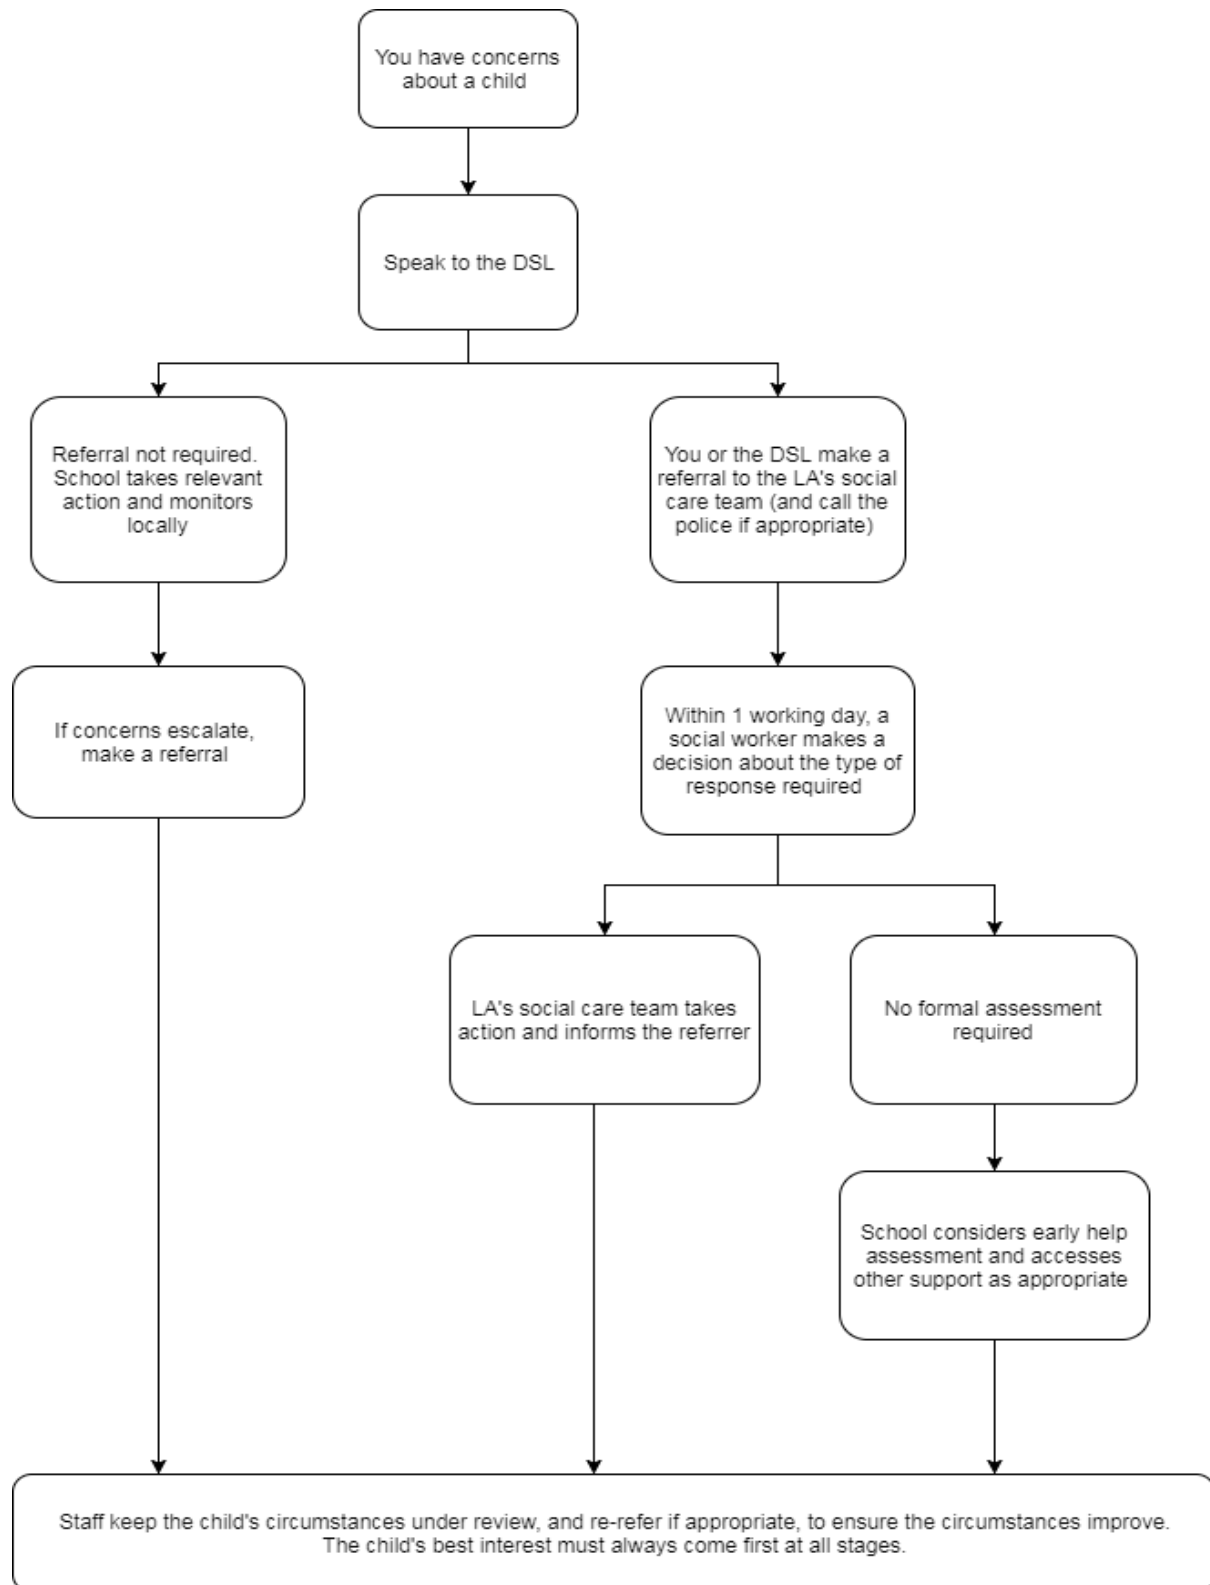 You have concerns
about a child
Speak to the DSL
Referral not required.
School takes relevant
action and monitors
locally
You or the DSL make a
referral to the LA's social
care team (and call the
police if appropriate)
If concerns escalate,
make a referral
Within 1 working day, a
social worker makes a
decision about the type of
response required
LA's social care team takes
action and informs the referrer
No formal assessment
required
School considers early help
assessment and accesses
other support as appropriate
Staff keep the child's circumstances under review, and re-refer if appropriate, to ensure the circumstances improve.
The child's best interest must always come first at all stages.